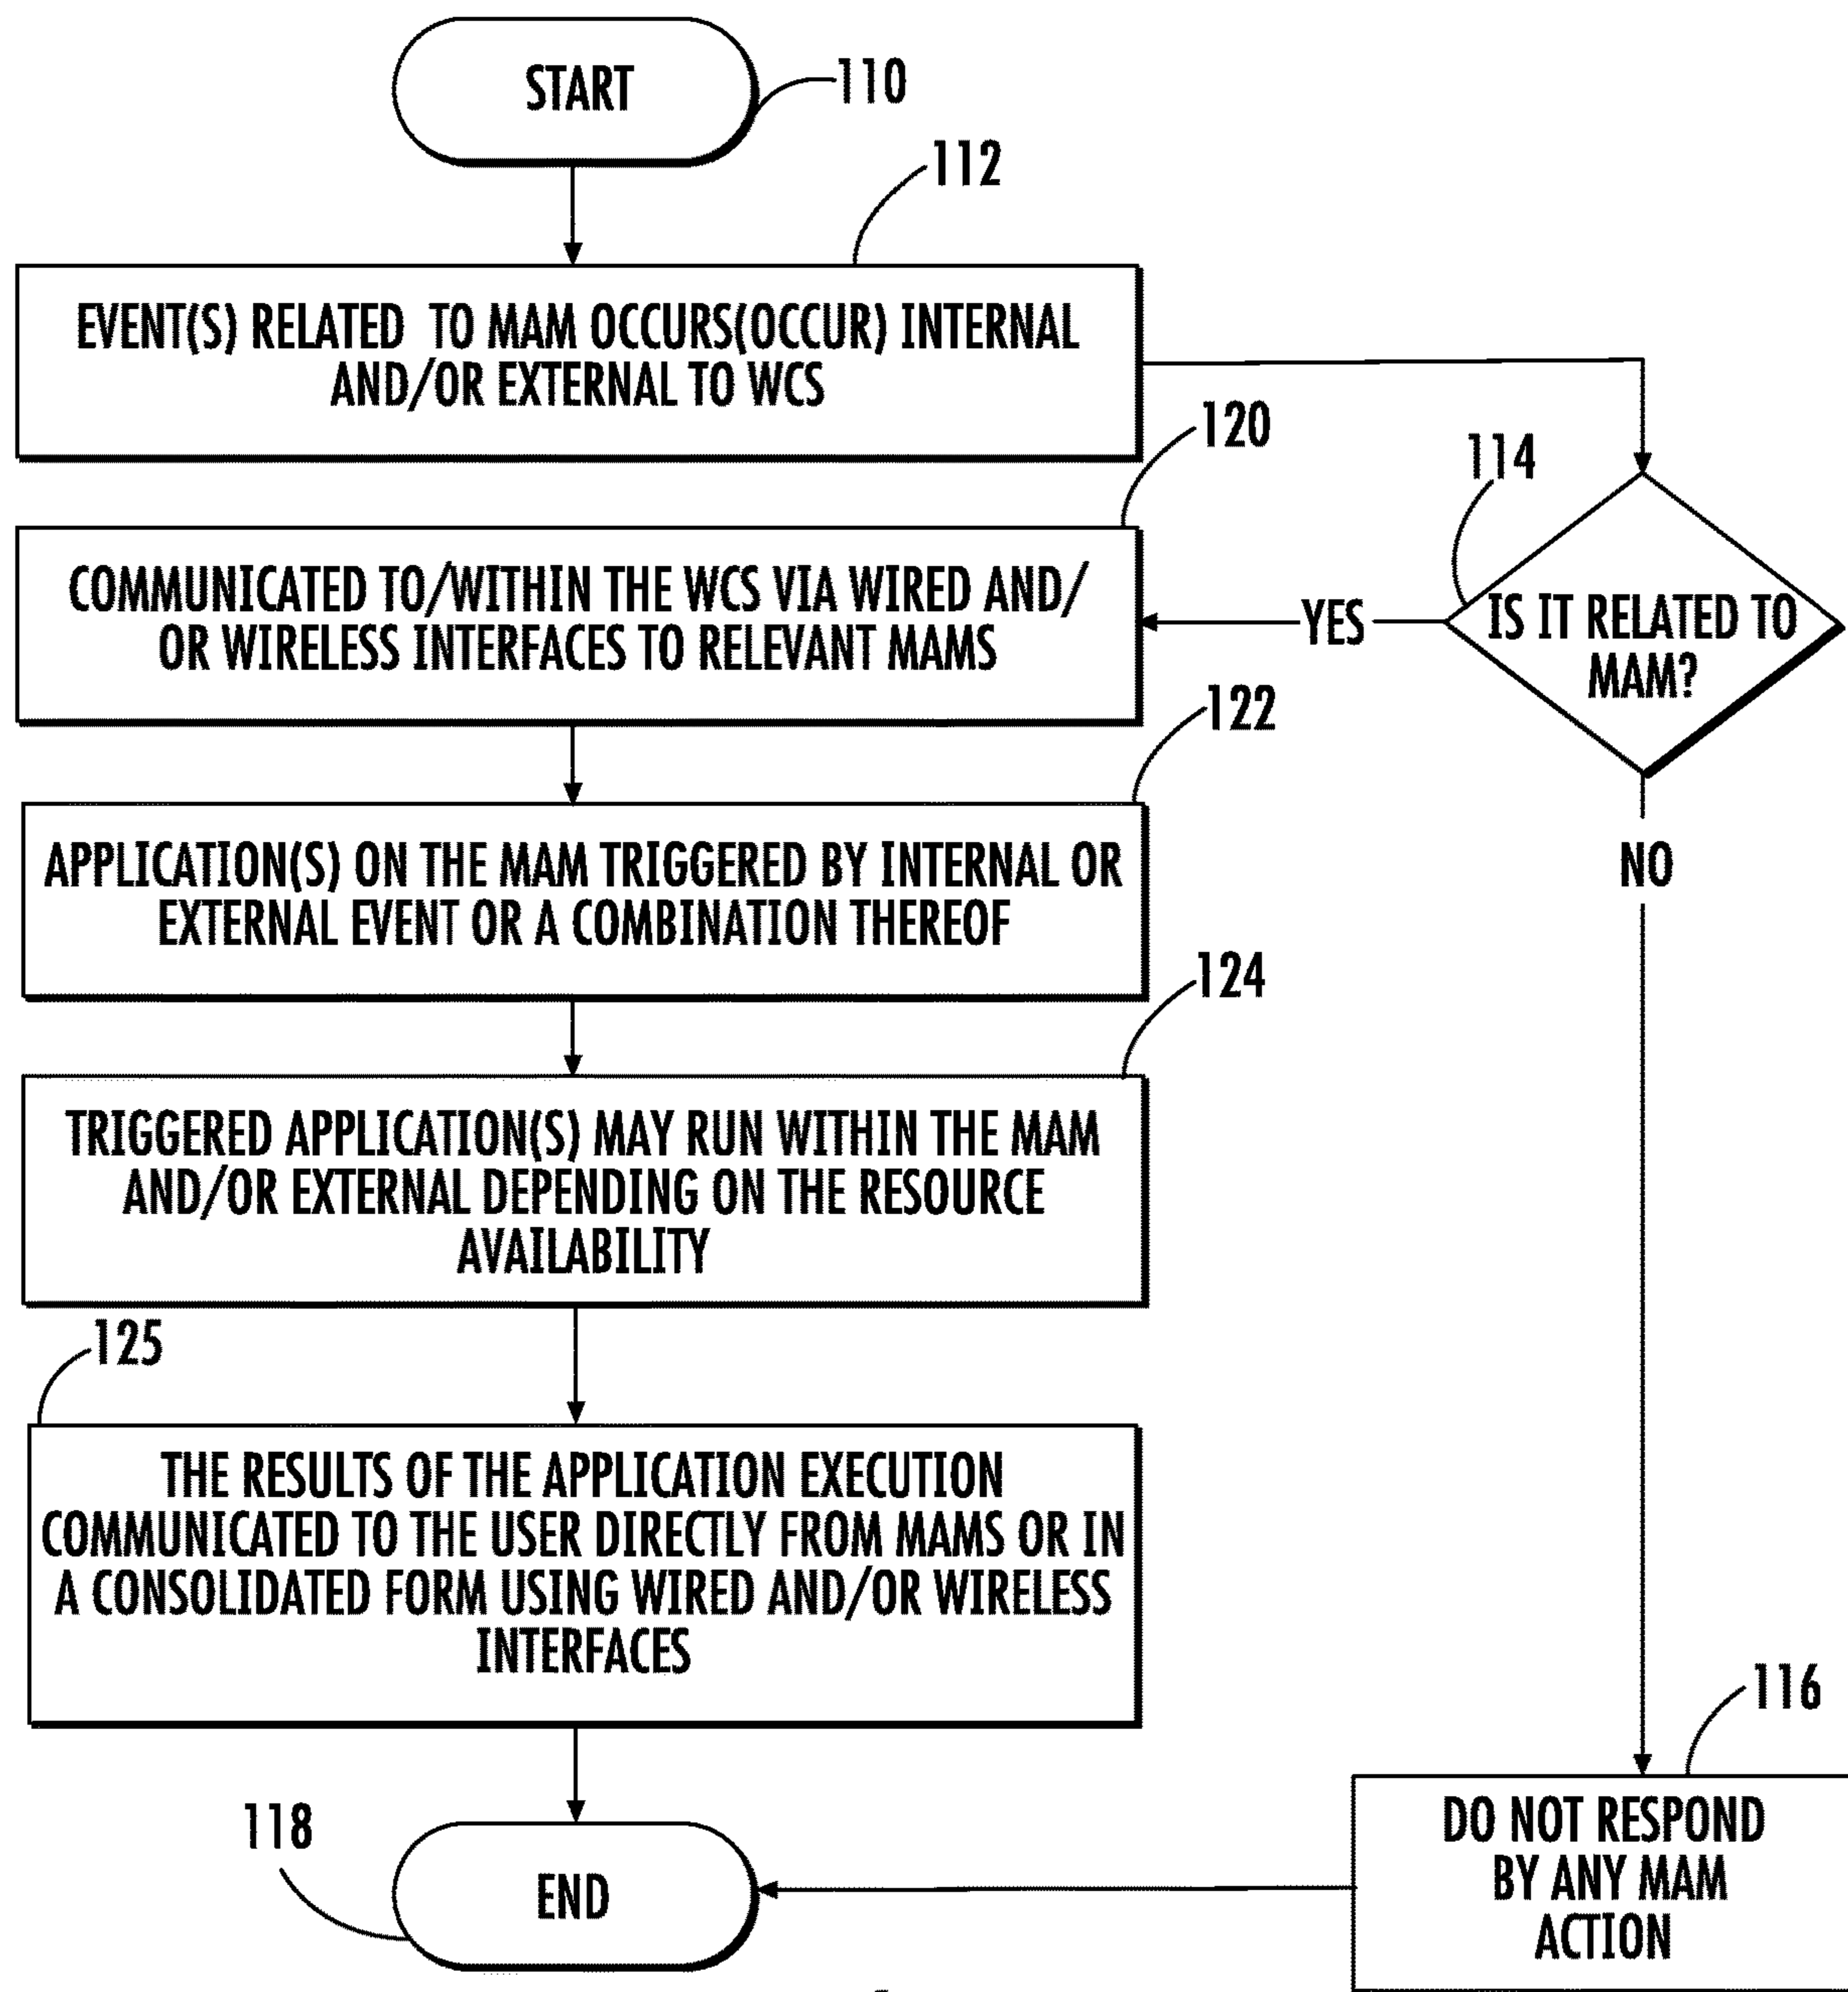 START
110
112
EVENT(S) RELATED TO MAM OCCURS(OCCUR) INTERNAL
AND/OR EXTERNAL TO WCS
120
114
COMMUNICATED TO/WITHIN THE WCS VIA WIRED AND/
OR WIRELESS INTERFACES TO RELEVANT MAMS
YES
IS IT RELATED TO
MAM?
122
NO
APPLICATION(S) ON THE MAM TRIGGERED BY INTERNAL OR
EXTERNAL EVENT OR A COMBINATION THEREOF
124
TRIGGERED APPLICATION(S) MAY RUN WITHIN THE MAM
AND/OR EXTERNAL DEPENDING ON THE RESOURCE
AVAILABILITY
125
THE RESULTS OF THE APPLICATION EXECUTION
COMMUNICATED TO THE USER DIRECTLY FROM MAMS OR IN
A CONSOLIDATED FORM USING WIRED AND/OR WIRELESS
INTERFACES
116
DO NOT RESPOND
BY ANY MAM
ACTION
118
END